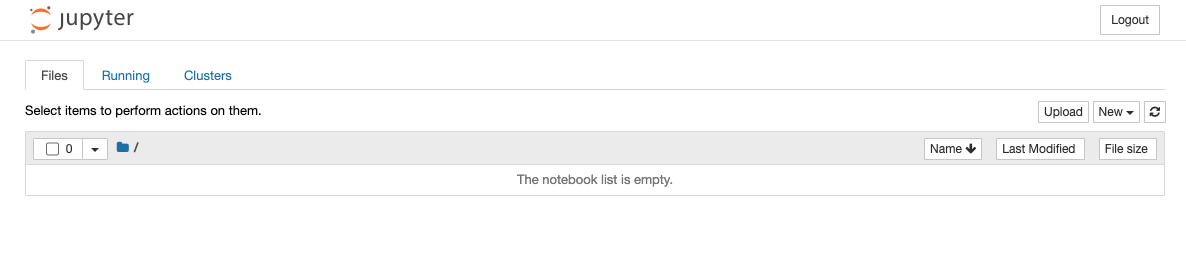 jupyter
Logout
Files Running Clusters
Select items to perform actions on them.
Upload New
0 / Name Last Modified File size
The notebook list is empty.